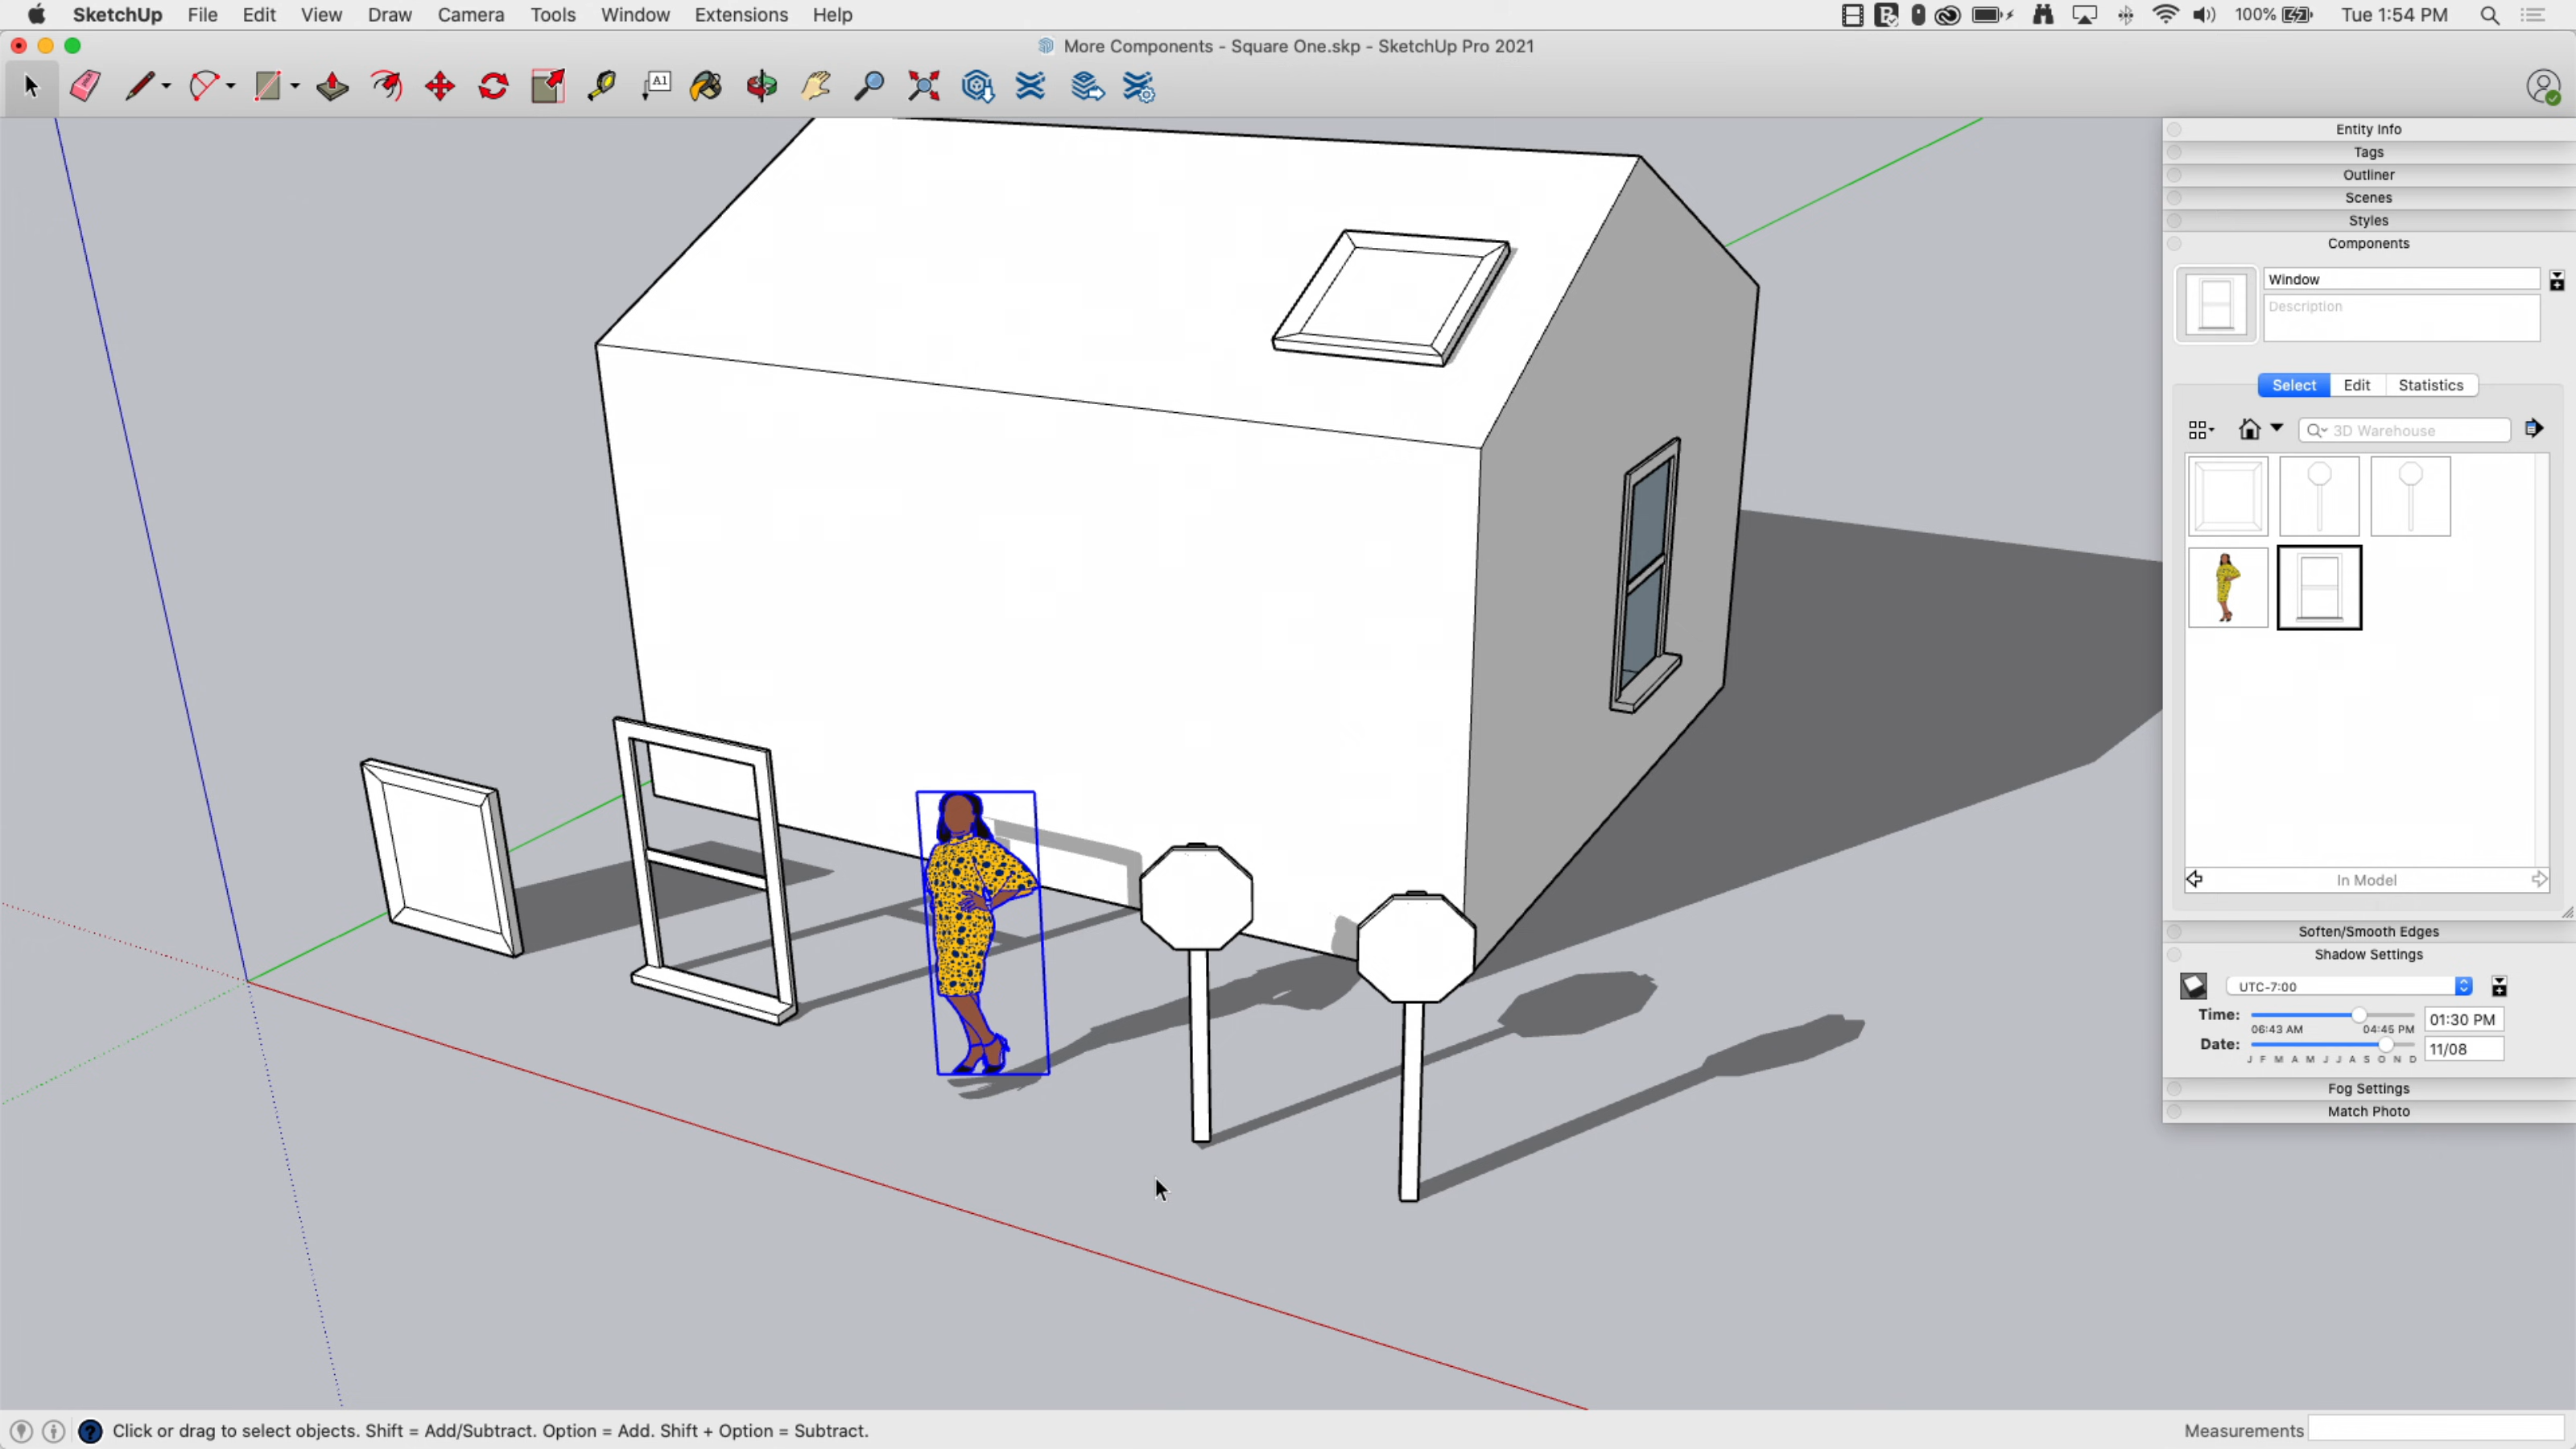 SketchUp File Edit View Draw Camera Tools Window Extensions Help 100% Tue 1:54 PM
More Components - Square One.skp - SketchUp Pro 2021
A1
Entity Info
Tags
Outliner
Scenes
Styles
Components
Window
Description
Select Edit Statistics
3D Warehouse
In Model
Soften/Smooth Edges
Shadow Settings
UTC-7:00
Time: 01:30 PM
06:43 AM 04:45 PM
Date: 11/08
J F M A M J J A S O N D
Fog Settings
Match Photo
Click or drag to select objects. Shift = Add/Subtract. Option = Add. Shift + Option = Subtract. Measurements